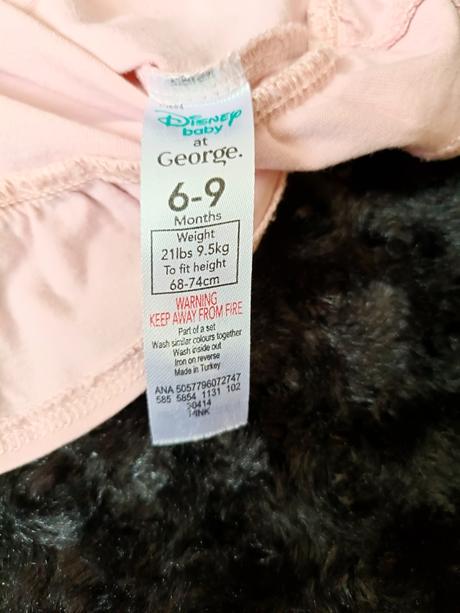 Disney
baby
at
George.
6-9
Months
Weight
21lbs 9.5kg
To fit height
68-74cm
WARNING
KEEP AWAY FROM FIRE
Part of a set
Wash similar colours together
Wash inside out
Iron on reverse
Made in Turkey
ANA 5057796072747
585 5854 1131 102
30414
PINK